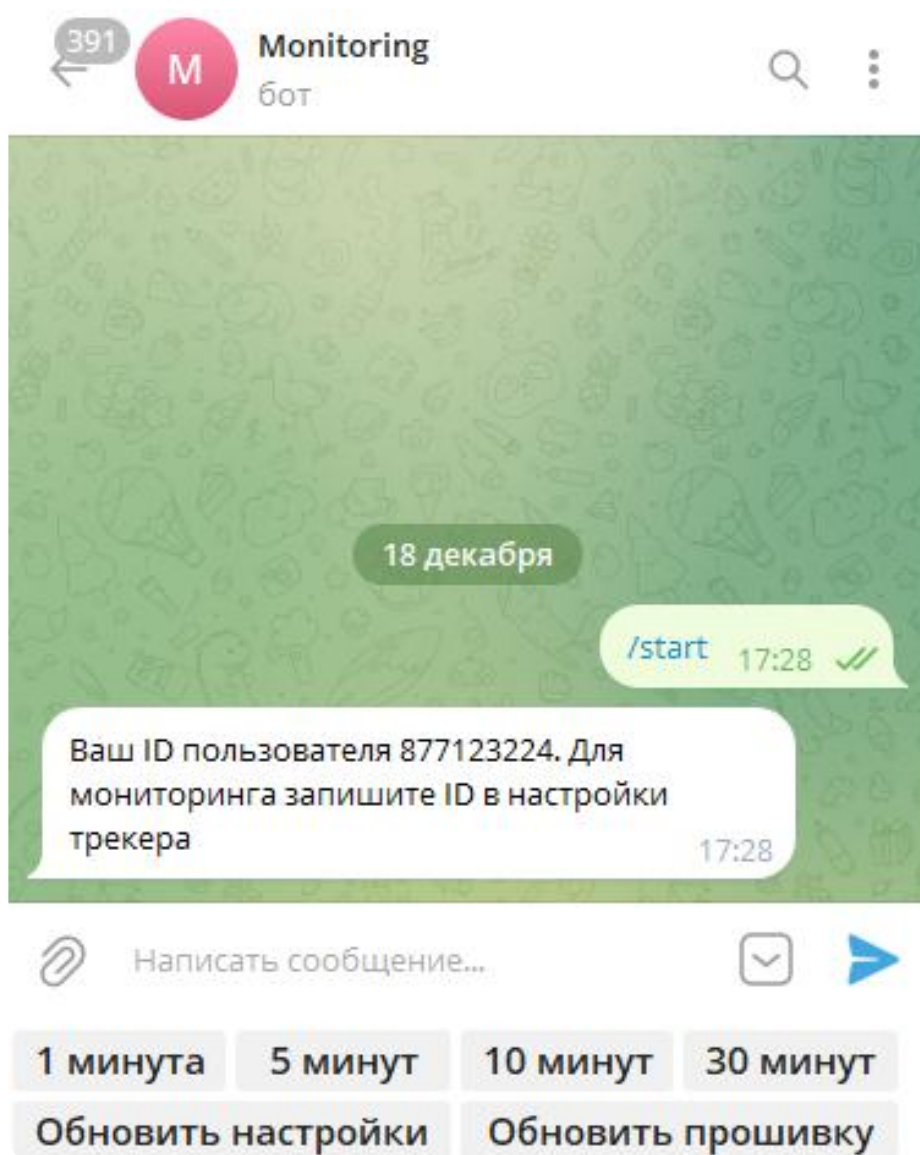 391
M
Monitoring
бот
18 декабря
/start 17:28
Ваш ID пользователя 877123224. Для
мониторинга запишите ID в настройки
трекера
17:28
Написать сообщение...
1 минута 5 минут 10 минут 30 минут
Обновить настройки Обновить прошивку